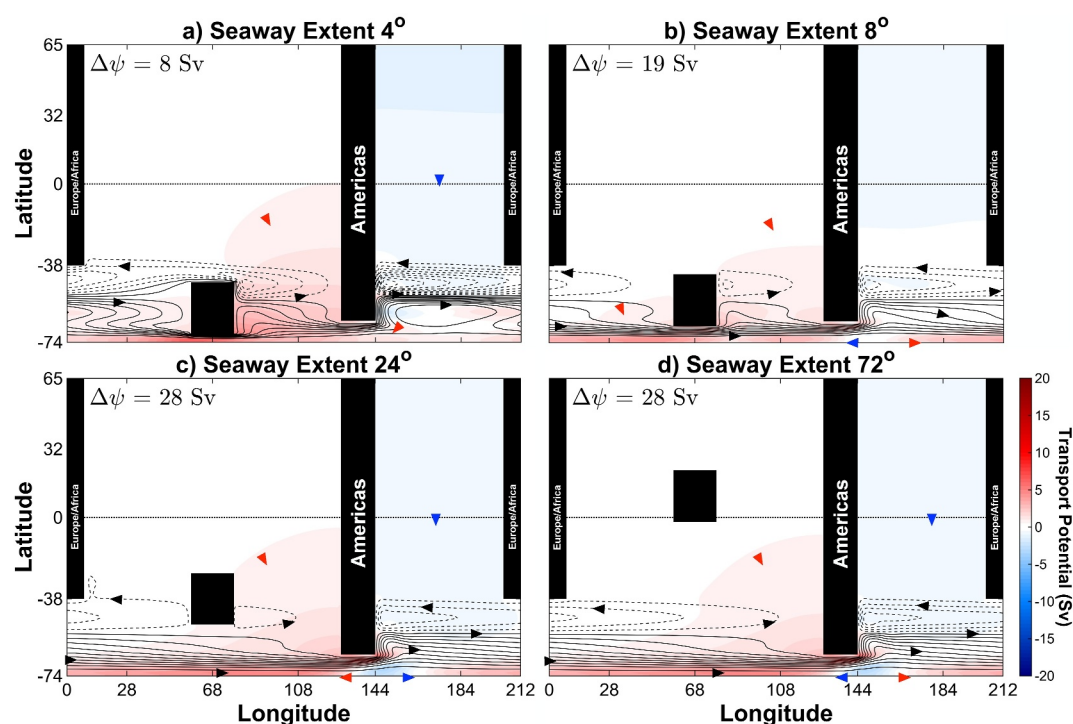 a) Seaway Extent 4°
b) Seaway Extent 8°
Δψ = 8 Sv
Δψ = 19 Sv
65
32
0
-38
-74
Latitude
Europe/Africa
Americas
Europe/Africa
Europe/Africa
Americas
Europe/Africa
c) Seaway Extent 24°
d) Seaway Extent 72°
Δψ = 28 Sv
Δψ = 28 Sv
65
32
0
-38
-74
Latitude
Europe/Africa
Americas
Europe/Africa
Europe/Africa
Americas
Europe/Africa
0 28 68 108 144 184 212
0 28 68 108 144 184 212
Longitude
Longitude
20
15
10
5
0
-5
-10
-15
-20
Transport Potential (Sv)